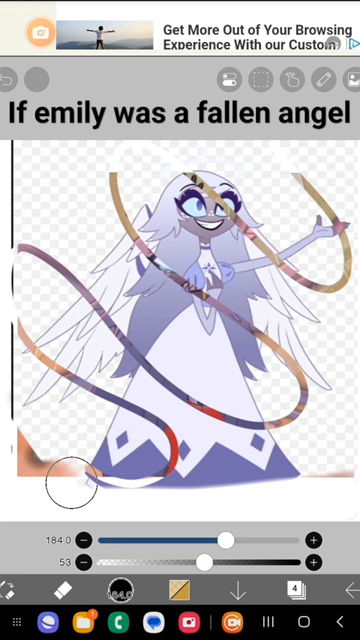 Get More Out of Your Browsing
Experience With our Custom
If emily was a fallen angel
184.0
53
184.0
4
1